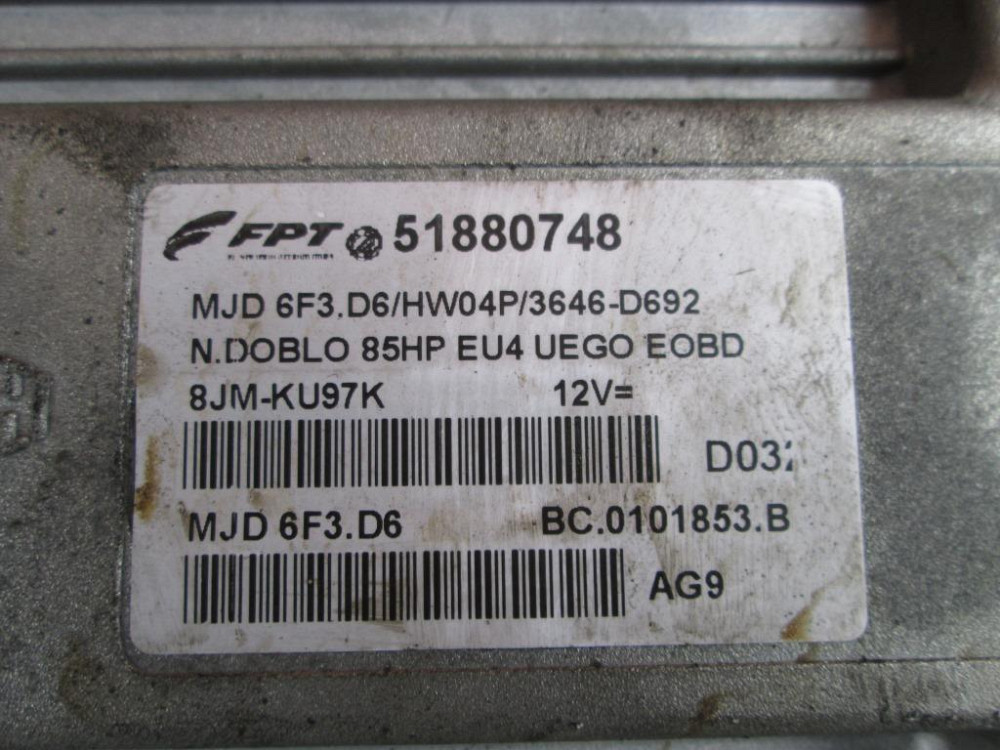 FPT 51880748
MJD 6F3.D6/HW04P/3646-D692
N.DOBLO 85HP EU4 UEGO EOBD
8JM-KU97K 12V=
MJD 6F3.D6 BC.0101853.B
AG9